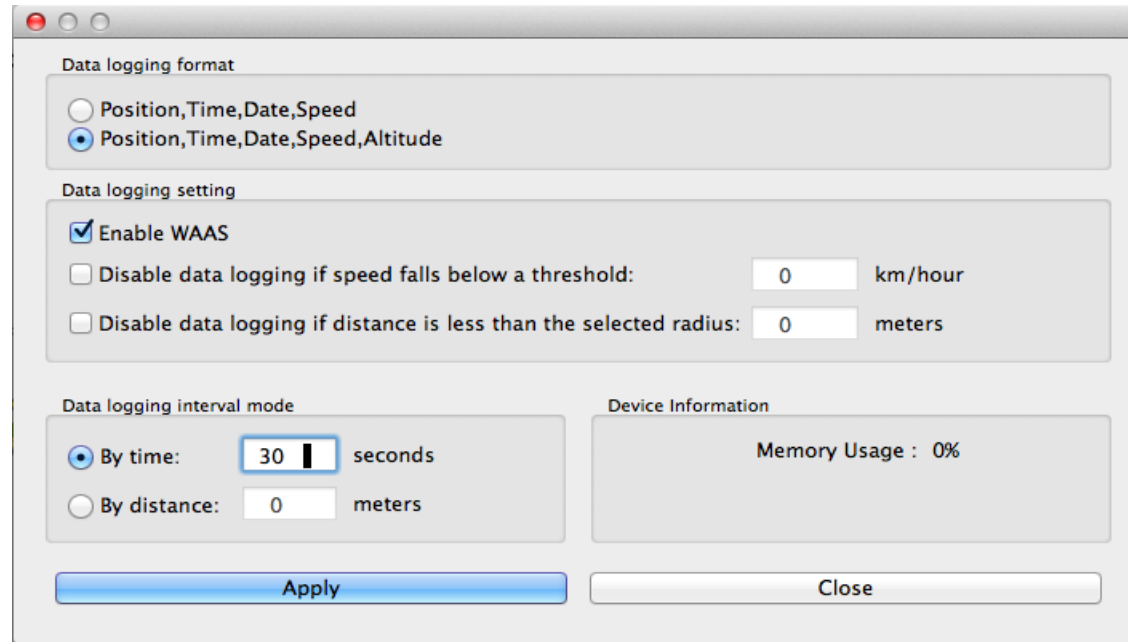 Data logging format
Position,Time,Date,Speed
Position,Time,Date,Speed,Altitude
Data logging setting
Enable WAAS
Disable data logging if speed falls below a threshold: 0 km/hour
Disable data logging if distance is less than the selected radius: 0 meters
Data logging interval mode
By time: 30 seconds
By distance: 0 meters
Device Information
Memory Usage : 0%
Apply
Close